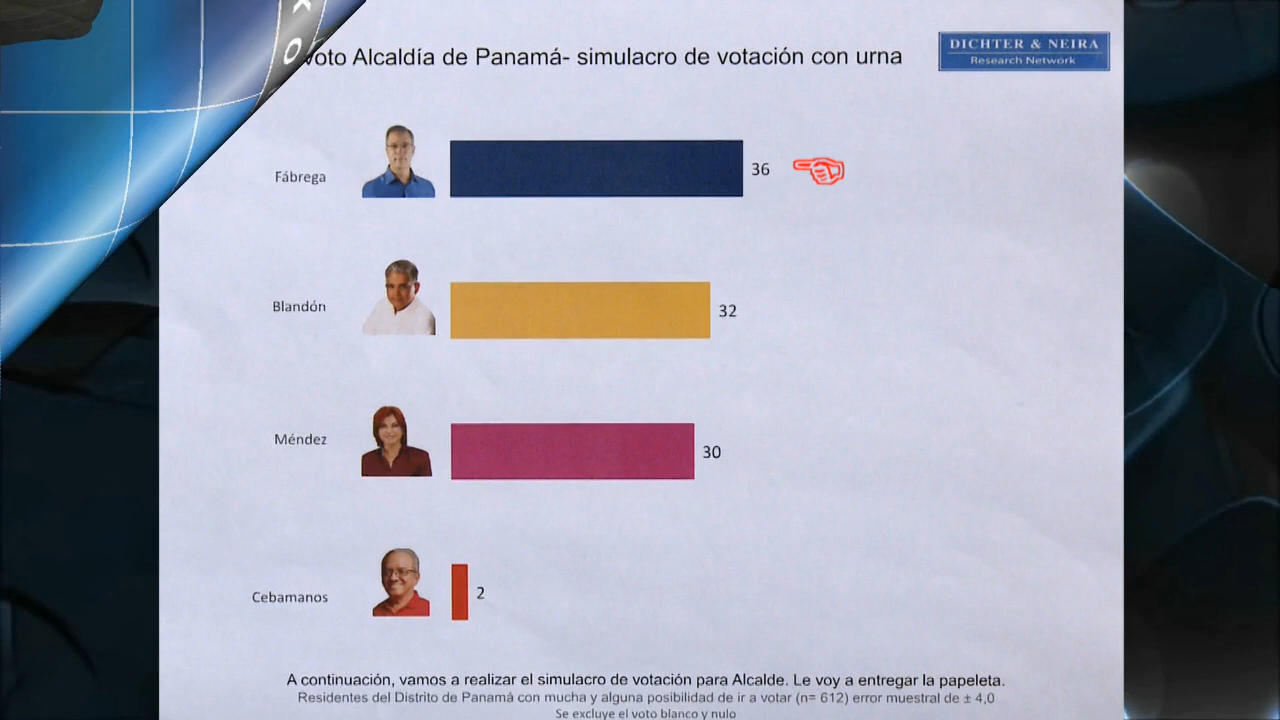 XO
Voto Alcaldía de Panamá- simulacro de votación con urna
DICHTER & NEIRA
Research Network
Fábrega
36
Blandón
32
Méndez
30
Cebamanos
2
A continuación, vamos a realizar el simulacro de votación para Alcalde. Le voy a entregar la papeleta.
Residentes del Distrito de Panamá con mucha y alguna posibilidad de ir a votar (n= 612) error muestral de ± 4,0
Se excluye el voto blanco y nulo